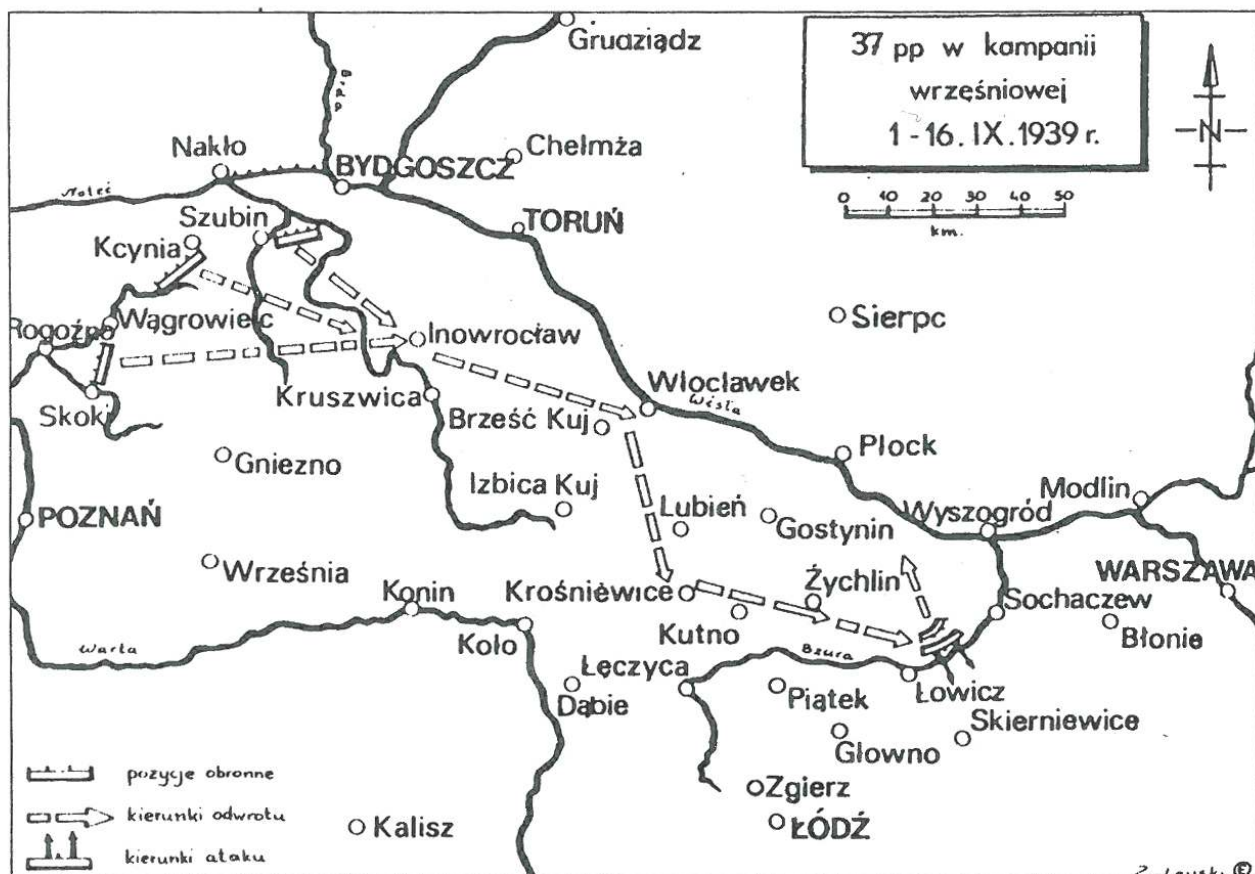 Gruaziądz
37 pp w kampanii
wrzęśniowej
1-16. IX. 1939 r.
N
Brda
Nakło
Chełmża
BYDGOSZCZ
Noteć
0 10 20 30 40 50
km.
Szubin
TORUŃ
Kcynia
Sierpc
Wągrowiec
Rogoźno
Inowrocław
Włocławek
Wisła
Kruszwica
Skoki
Brześć Kuj
Płock
Gniezno
Izbica Kuj
Modlin
POZNAŃ
Lubień
Gostynin
Wyszogród
Września
WARSZAWA
Konin
Krośniewice
Żychlin
Sochaczew
Koło
Kutno
Błonie
Warta
Bzura
Łęczyca
Dąbie
Piątek
Łowicz
Skierniewice
Głowno
pozycje obronne
Zgierz
kierunki odwrotu
Kalisz
ŁÓDŹ
kierunki ataku